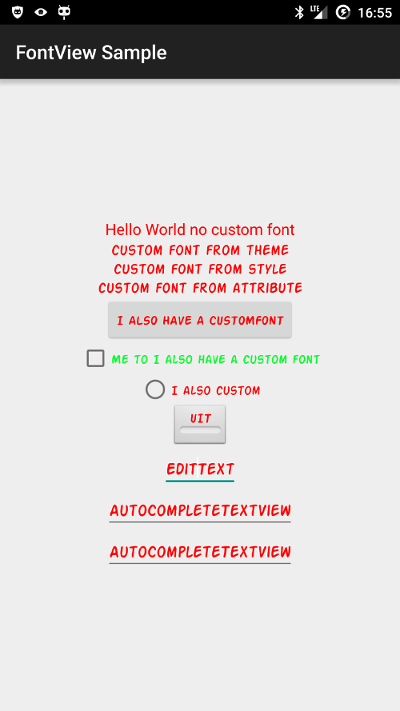 LTE 16:55
FontView Sample
Hello World no custom font
CUSTOM FONT FROM THEME
CUSTOM FONT FROM STYLE
CUSTOM FONT FROM ATTRIBUTE
I ALSO HAVE A CUSTOMFONT
ME TO I ALSO HAVE A CUSTOM FONT
I ALSO CUSTOM
UIT
EDITTEXT
AUTOCOMPLETETEXTVIEW
AUTOCOMPLETETEXTVIEW